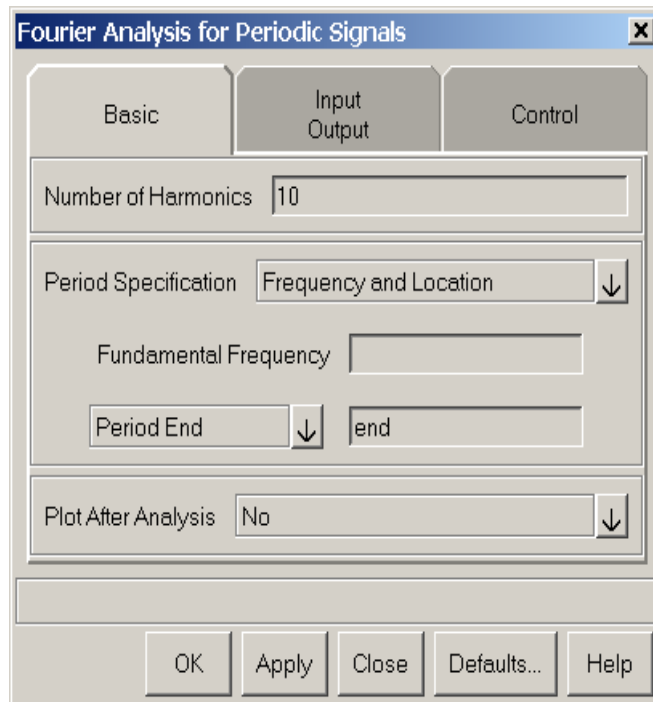 Fourier Analysis for Periodic Signals
Basic
Input
Output
Control
Number of Harmonics 10
Period Specification Frequency and Location
Fundamental Frequency
Period End end
Plot After Analysis No
OK Apply Close Defaults... Help